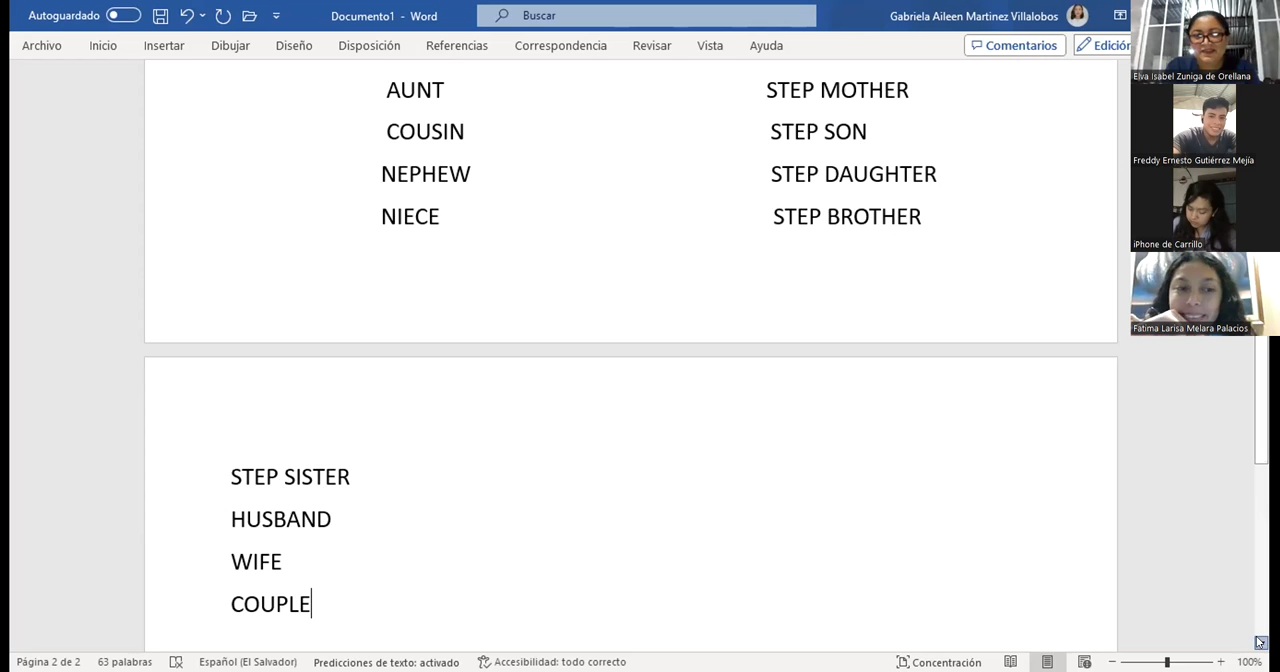 Autoguardado
Documento1 - Word
Buscar
Gabriela Aileen Martinez Villalobos
Archivo Inicio Insertar Dibujar Diseño Disposición Referencias Correspondencia Revisar Vista Ayuda
Comentarios
Edición
Elva Isabel Zuniga de Orellana
Freddy Ernesto Gutiérrez Mejía
iPhone de Carrillo
Fatima Larisa Melara Palacios
AUNT STEP MOTHER
COUSIN STEP SON
NEPHEW STEP DAUGHTER
NIECE STEP BROTHER
STEP SISTER
HUSBAND
WIFE
COUPLE
Página 2 de 2 63 palabras Español (El Salvador) Predicciones de texto: activado Accesibilidad: todo correcto Concentración 100%